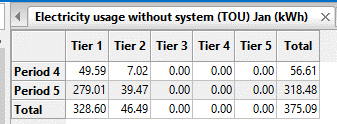 Electricity usage without system (TOU) Jan (kWh)
Tier 1 Tier 2 Tier 3 Tier 4 Tier 5 Total
Period 4 49.59 7.02 0.00 0.00 0.00 56.61
Period 5 279.01 39.47 0.00 0.00 0.00 318.48
Total 328.60 46.49 0.00 0.00 0.00 375.09